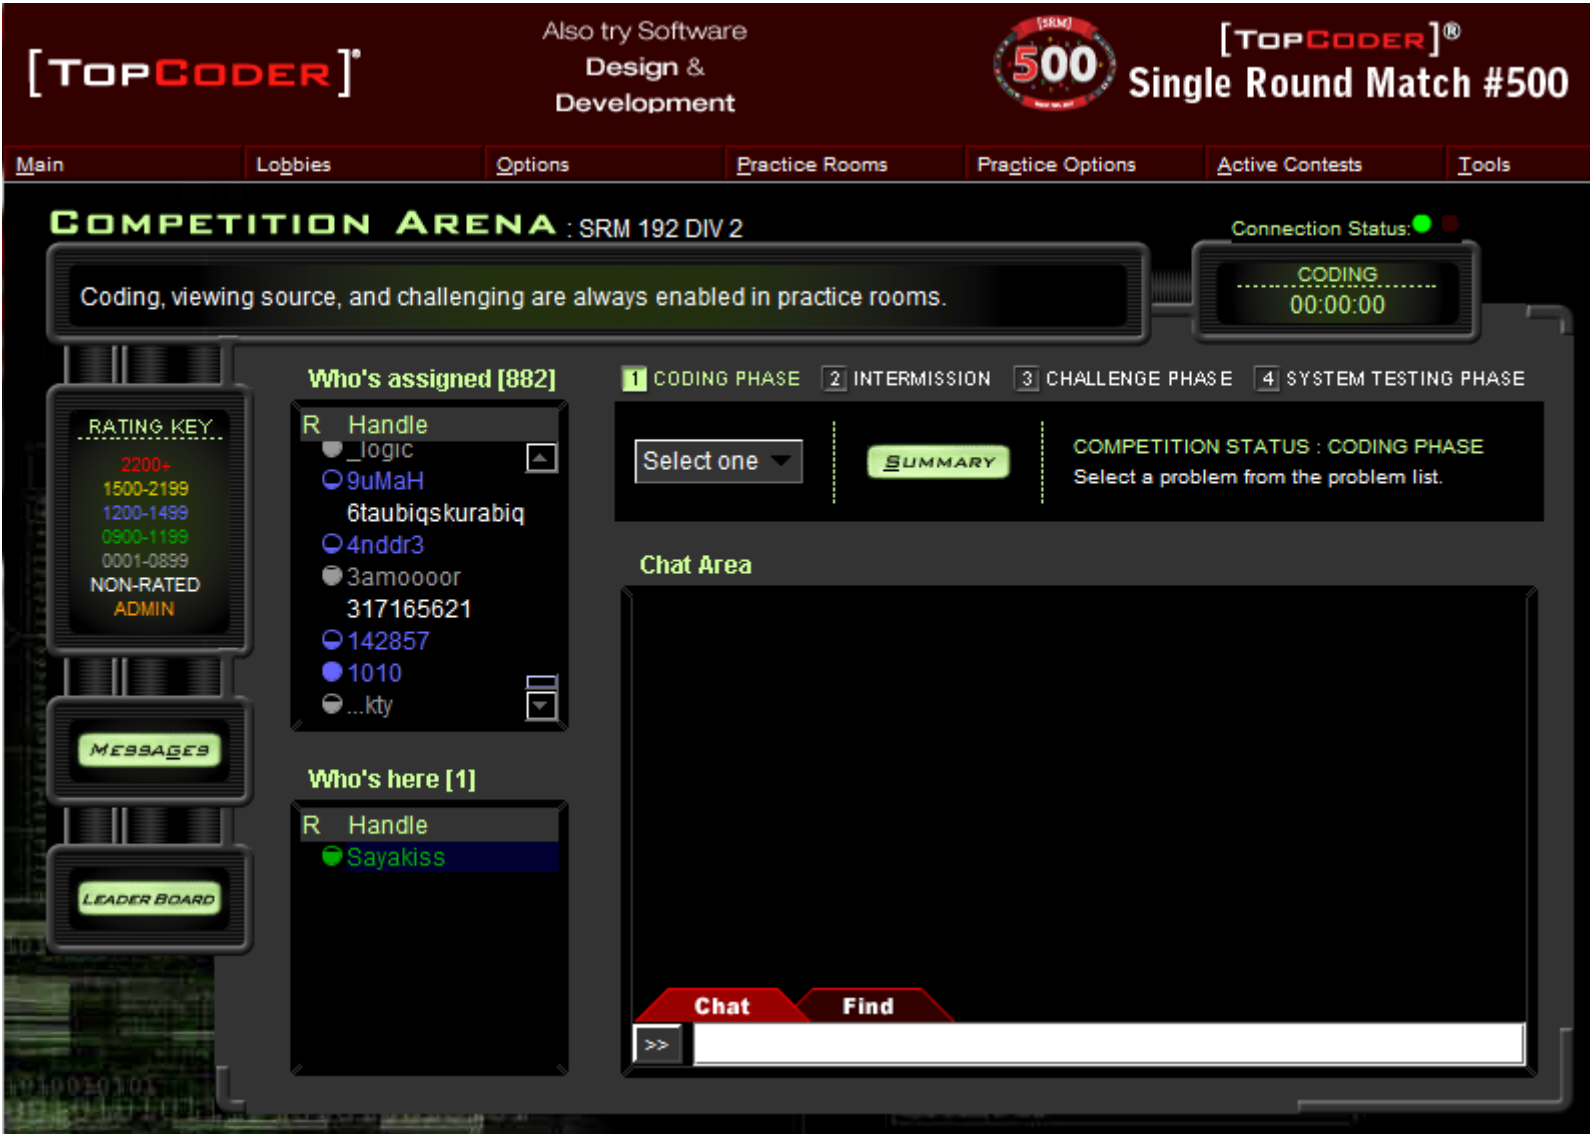 [TOPCODER]®
Also try Software
Design &
Development
[SRM]
500
[TOPCODER]®
Single Round Match #500
Main Lobbies Options Practice Rooms Practice Options Active Contests Tools
COMPETITION ARENA : SRM 192 DIV 2
Connection Status:
Coding, viewing source, and challenging are always enabled in practice rooms.
CODING
00:00:00
RATING KEY
2200+
1500-2199
1200-1499
0900-1199
0001-0899
NON-RATED
ADMIN
MESSAGES
LEADER BOARD
Who's assigned [882]
R Handle
_logic
9uMaH
6taubiqskurabiq
4nddr3
3amoooor
317165621
142857
1010
...kty
Who's here [1]
R Handle
Sayakiss
1 CODING PHASE 2 INTERMISSION 3 CHALLENGE PHASE 4 SYSTEM TESTING PHASE
Select one
SUMMARY
COMPETITION STATUS : CODING PHASE
Select a problem from the problem list.
Chat Area
Chat Find
>>